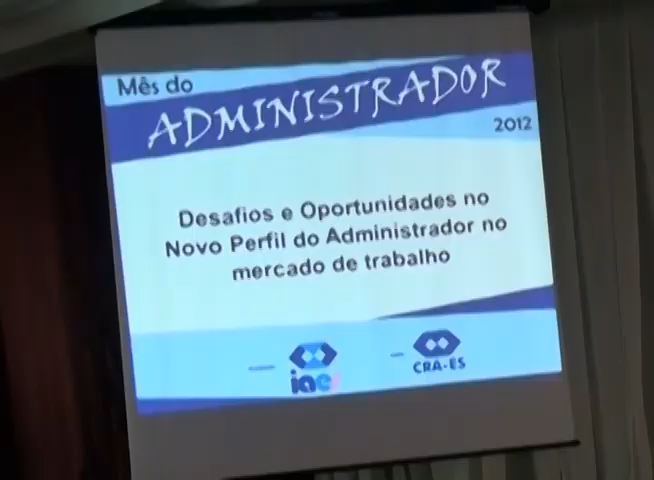 Mês do
ADMINISTRADOR
2012
Desafios e Oportunidades no
Novo Perfil do Administrador no
mercado de trabalho
CRA-ES